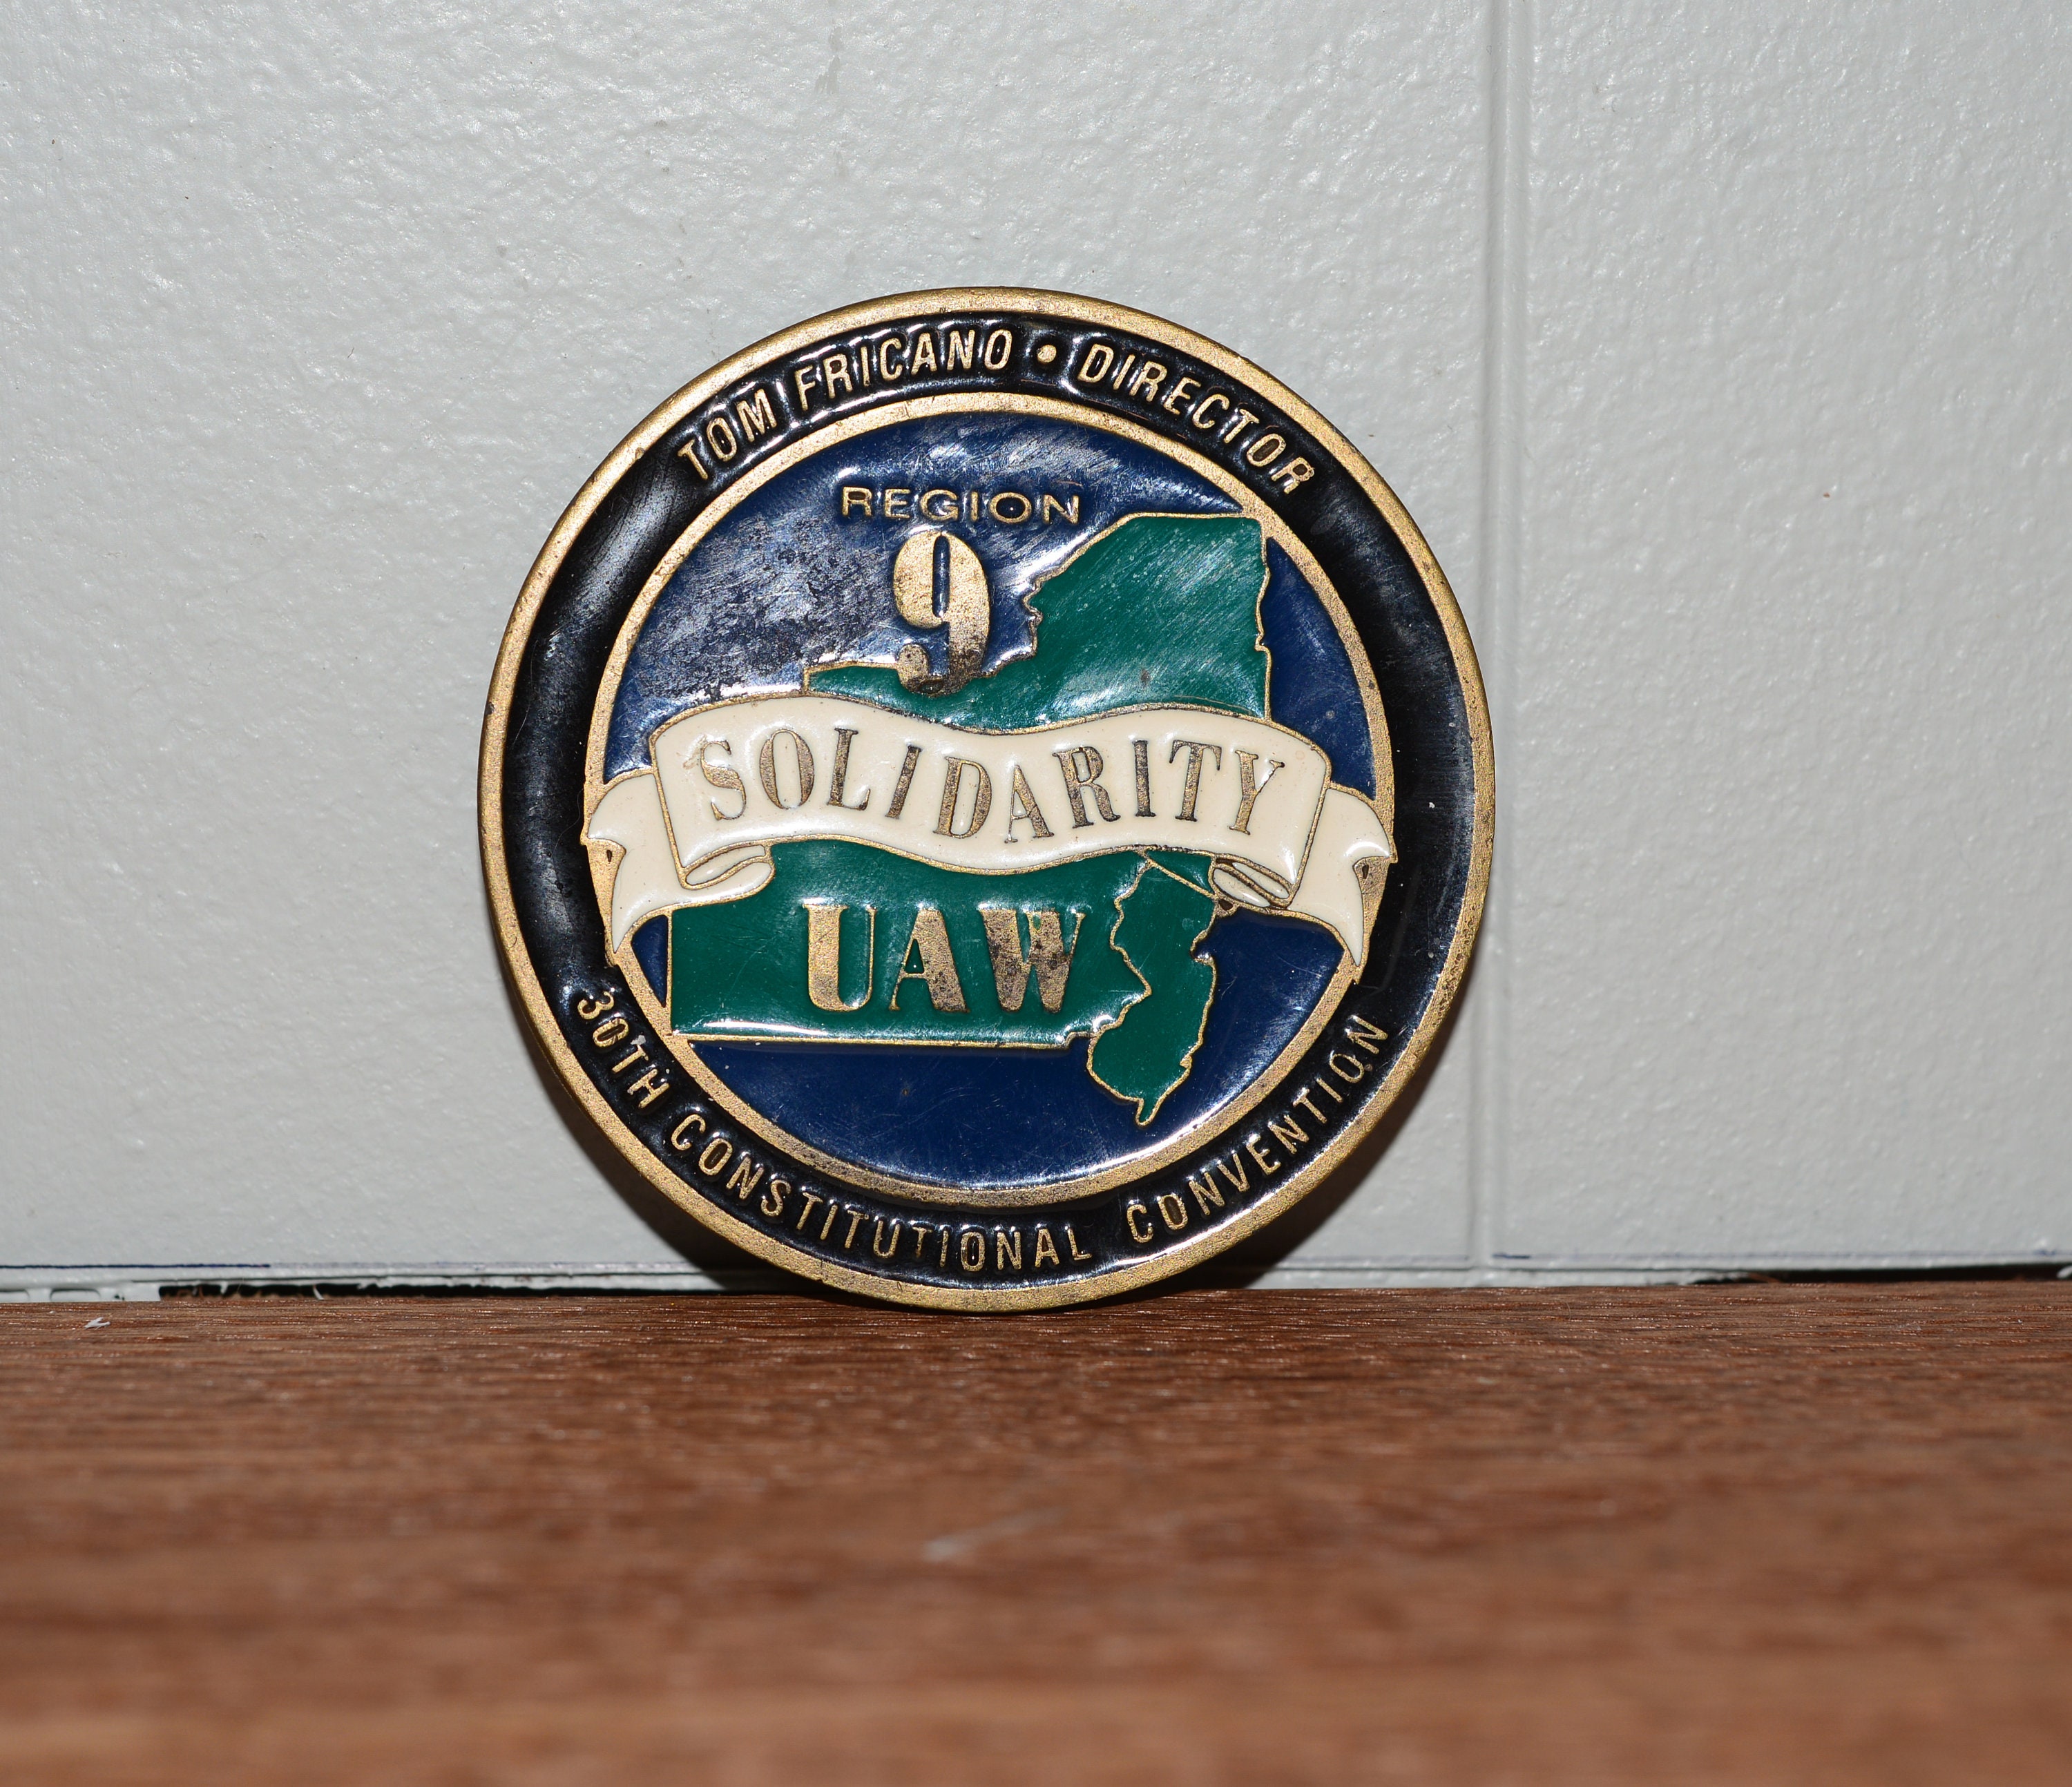 TOM FRICANO • DIRECTOR
REGION
9
SOLIDARITY
UAW
30TH CONSTITUTIONAL CONVENTION